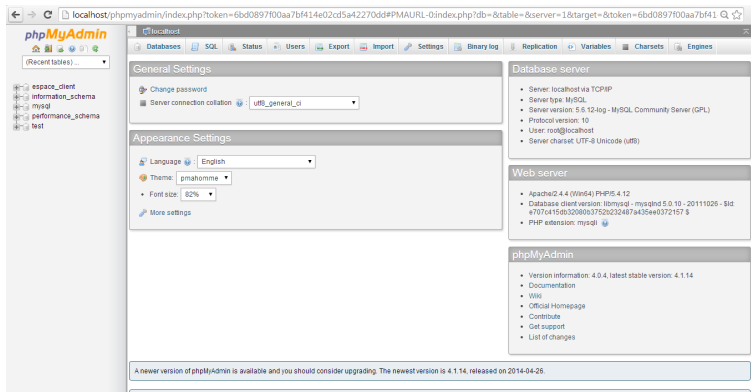 localhost/phpmyadmin/index.php?token=6bd0897f00aa7bf414e02cd5a42270dd#PMAURL-0:index.php?db=&table=&server=1&target=&token=6bd0897f00aa7bf41
phpMyAdmin
(Recent tables) ...
espace_client
information_schema
mysql
performance_schema
test
localhost
Databases SQL Status Users Export Import Settings Binary log Replication Variables Charsets Engines
General Settings
Change password
Server connection collation : utf8_general_ci
Appearance Settings
Language : English
Theme: pmahomme
Font size: 82%
More settings
Database server
Server: localhost via TCP/IP
Server type: MySQL
Server version: 5.6.12-log - MySQL Community Server (GPL)
Protocol version: 10
User: root@localhost
Server charset: UTF-8 Unicode (utf8)
Web server
Apache/2.4.4 (Win64) PHP/5.4.12
Database client version: libmysql - mysqlnd 5.0.10 - 20111026 - $Id:
e707c415db32080b3752b232487a435ee0372157 $
PHP extension: mysqli
phpMyAdmin
Version information: 4.0.4, latest stable version: 4.1.14
Documentation
Wiki
Official Homepage
Contribute
Get support
List of changes
A newer version of phpMyAdmin is available and you should consider upgrading. The newest version is 4.1.14, released on 2014-04-26.